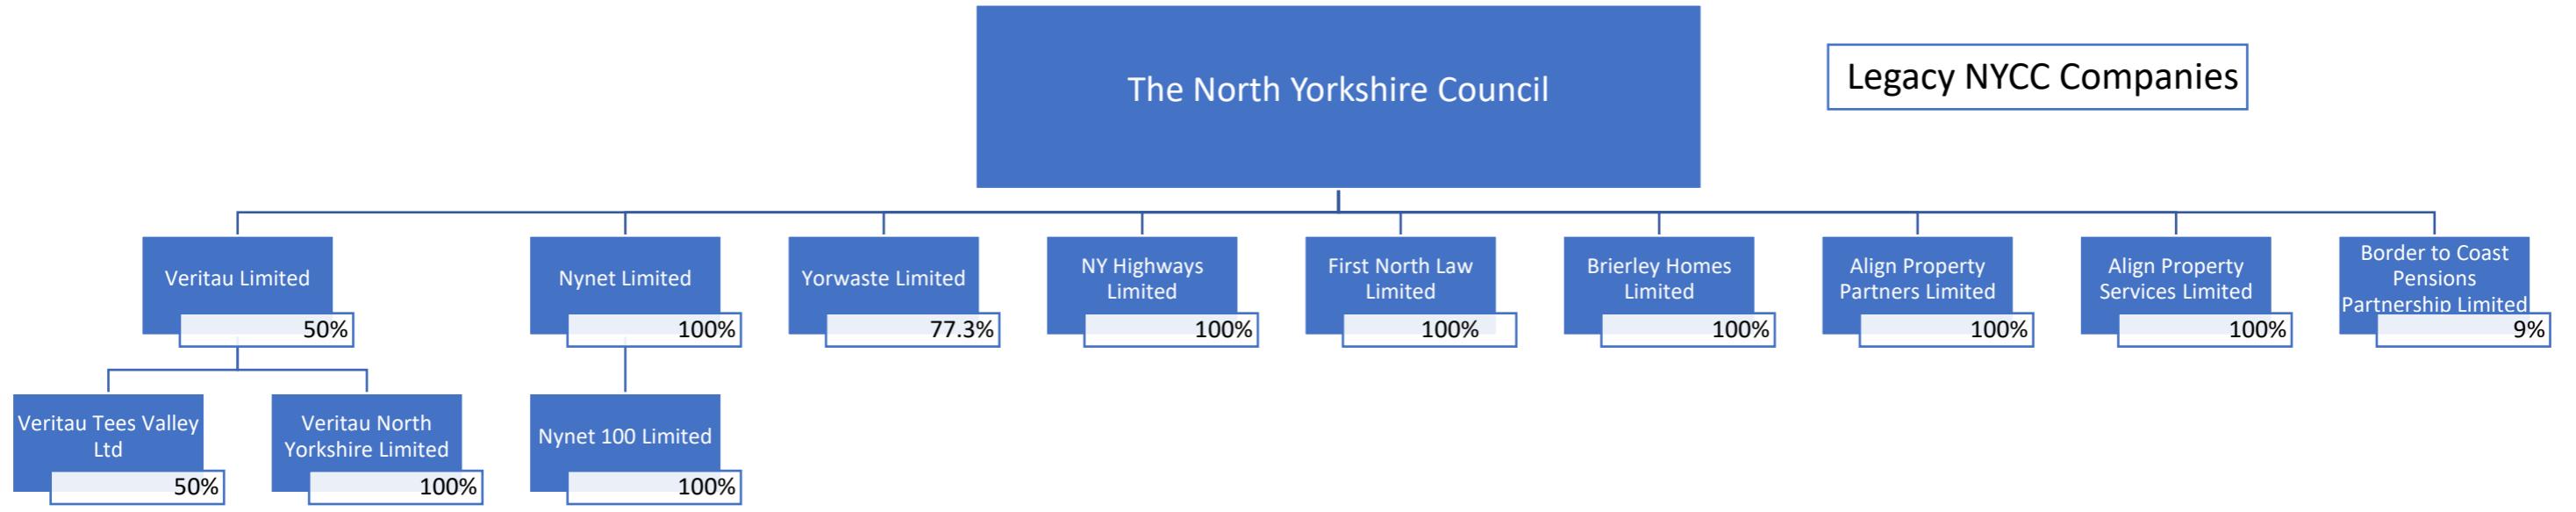 The North Yorkshire Council
Legacy NYCC Companies
Veritau Limited
50%
Nynet Limited
100%
Yorwaste Limited
77.3%
NY Highways
Limited
100%
First North Law
Limited
100%
Brierley Homes
Limited
100%
Align Property
Partners Limited
100%
Align Property
Services Limited
100%
Border to Coast
Pensions
Partnership Limited
9%
Veritau Tees Valley
Ltd
50%
Veritau North
Yorkshire Limited
100%
Nynet 100 Limited
100%